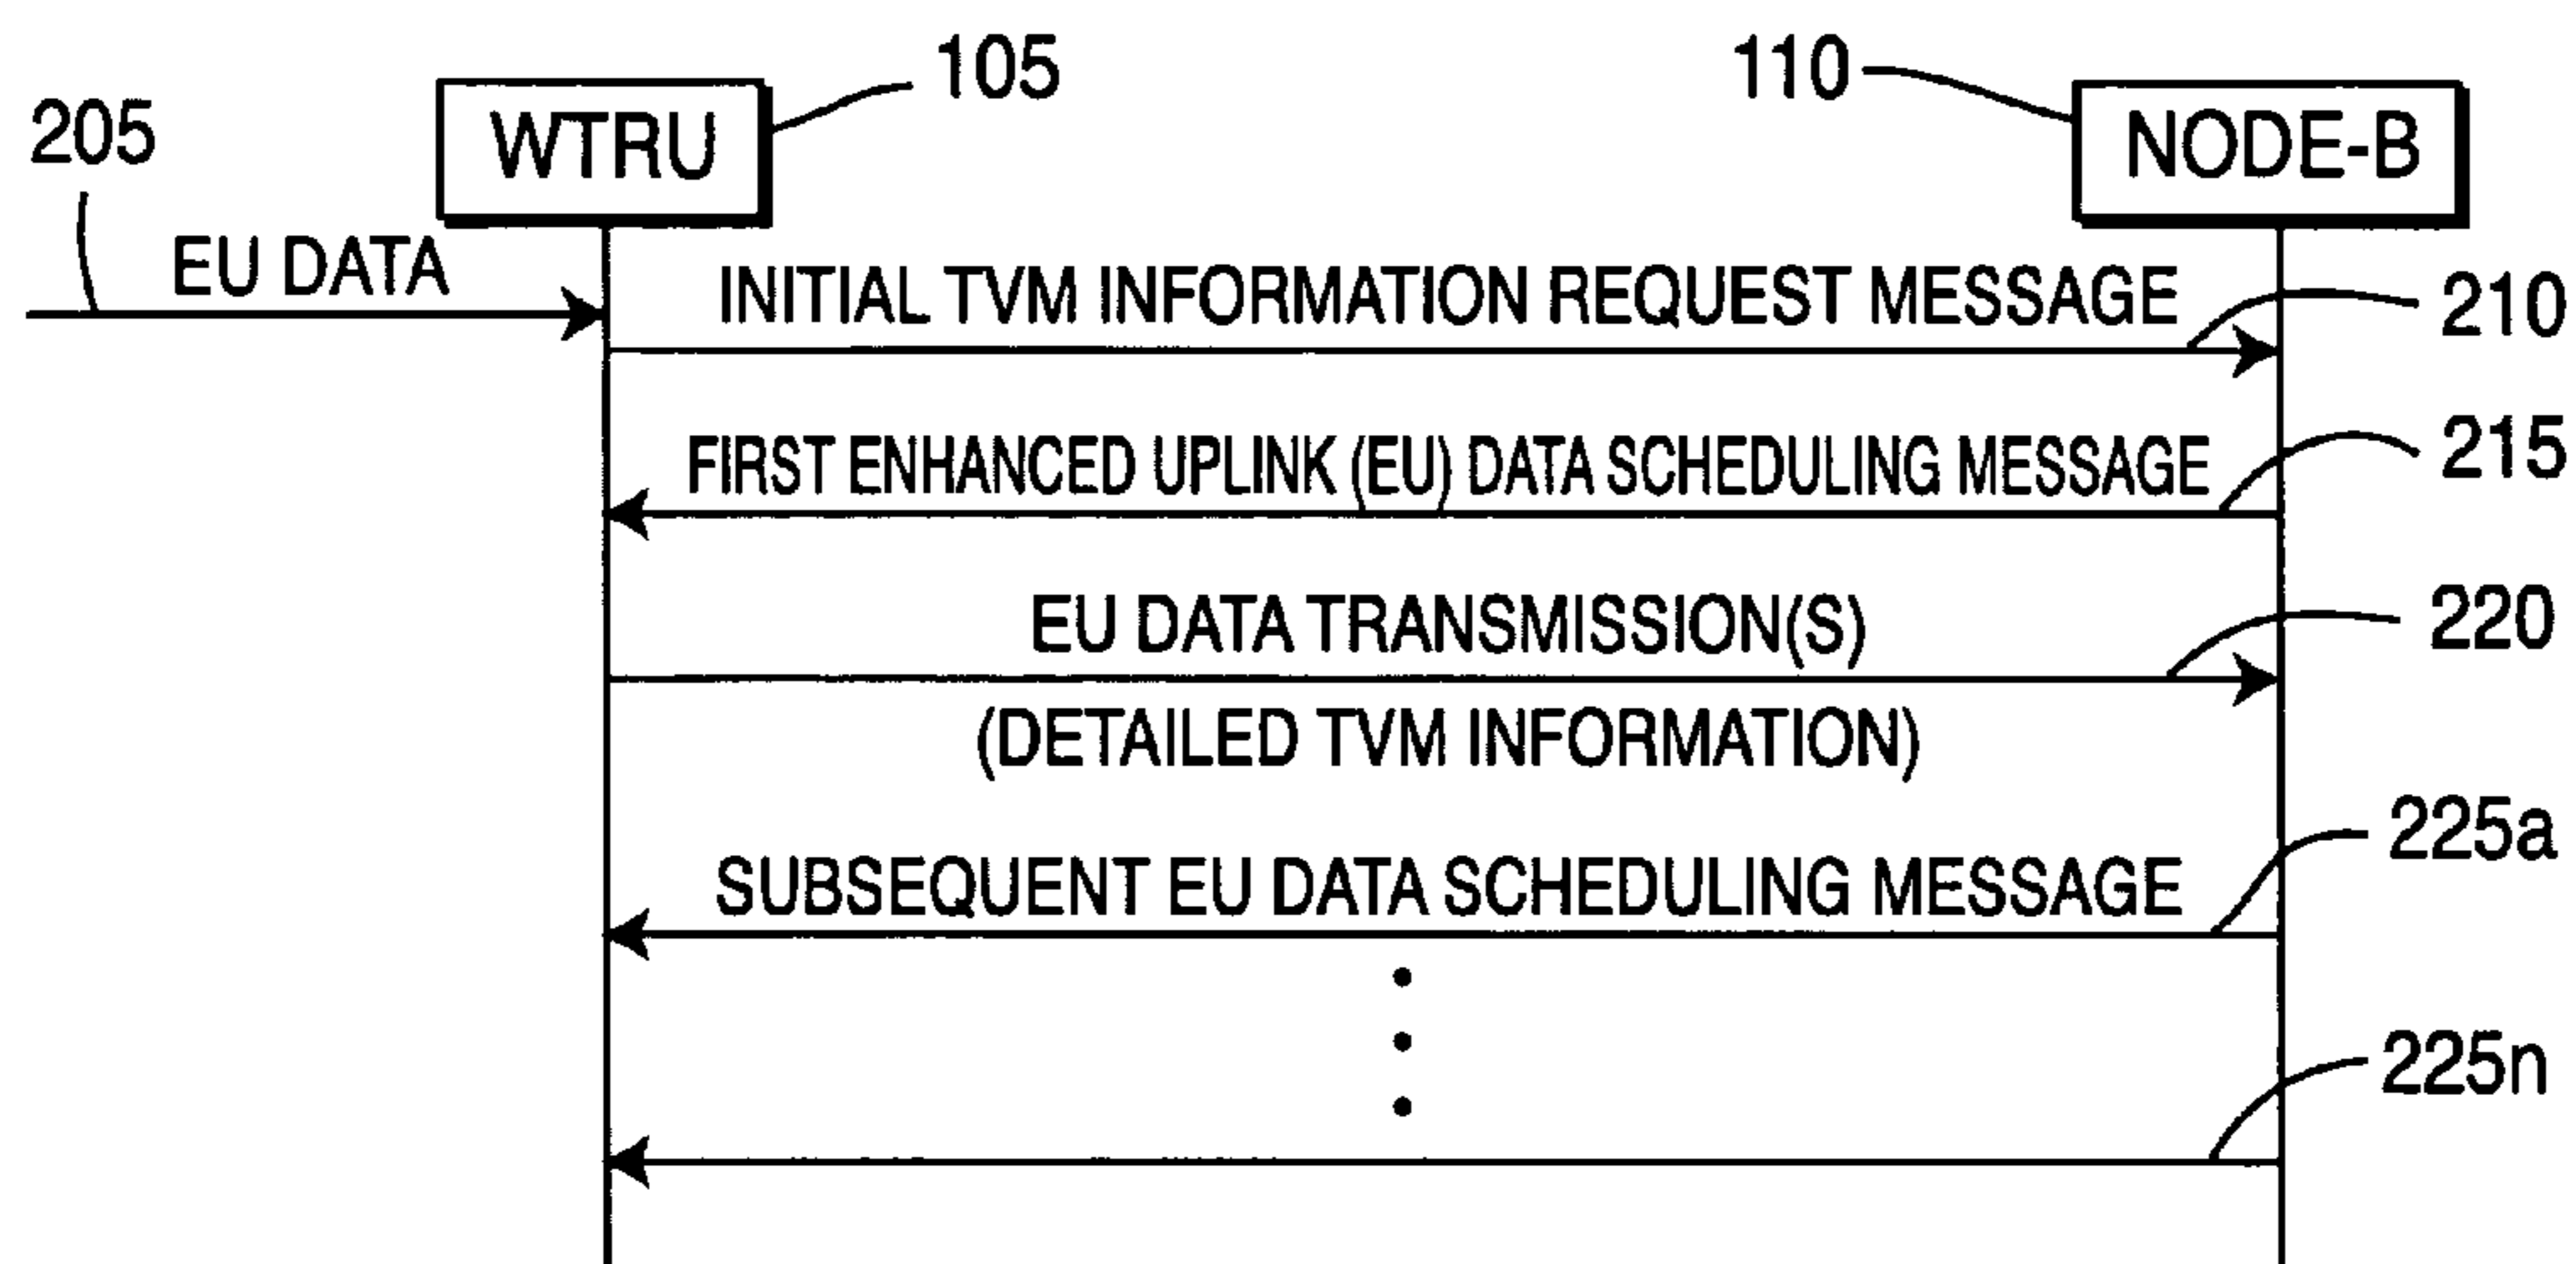 105
110
205
WTRU
NODE-B
EU DATA
INITIAL TVM INFORMATION REQUEST MESSAGE
210
FIRST ENHANCED UPLINK (EU) DATA SCHEDULING MESSAGE
215
EU DATA TRANSMISSION(S)
220
(DETAILED TVM INFORMATION)
225a
SUBSEQUENT EU DATA SCHEDULING MESSAGE
225n